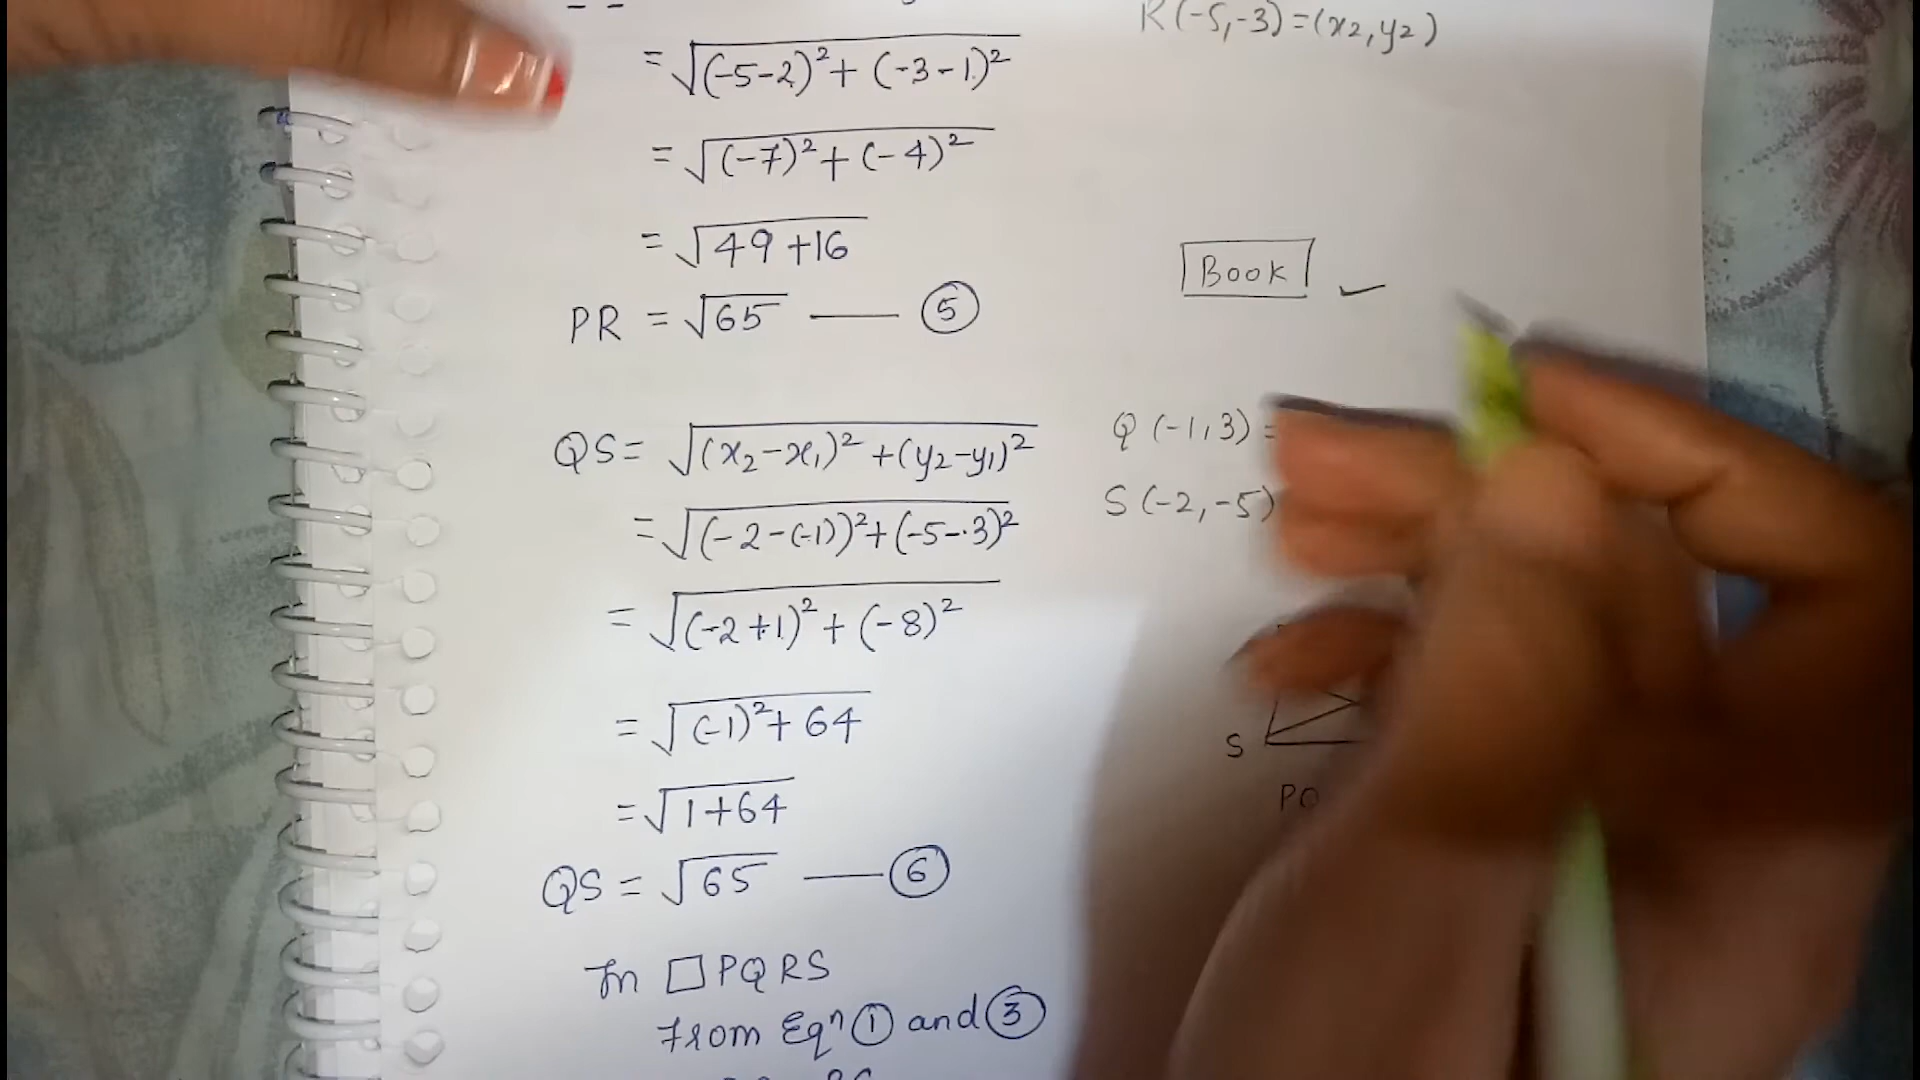 R(-5,-3)=(x2,y2)
= √(-5-2)²+(-3-1)²
= √(-7)²+(-4)²
= √49+16
Book ✓
PR = √65 —— ⑤
QS = √(x2-x1)²+(y2-y1)²
Q (-1,3) =
= √(-2-(-1))²+(-5-3)²
S (-2,-5)
= √(-2+1)²+(-8)²
= √(-1)²+64
S
= √1+64
PQ
QS = √65 —— ⑥
In □PQRS
From Eqⁿ ① and ③